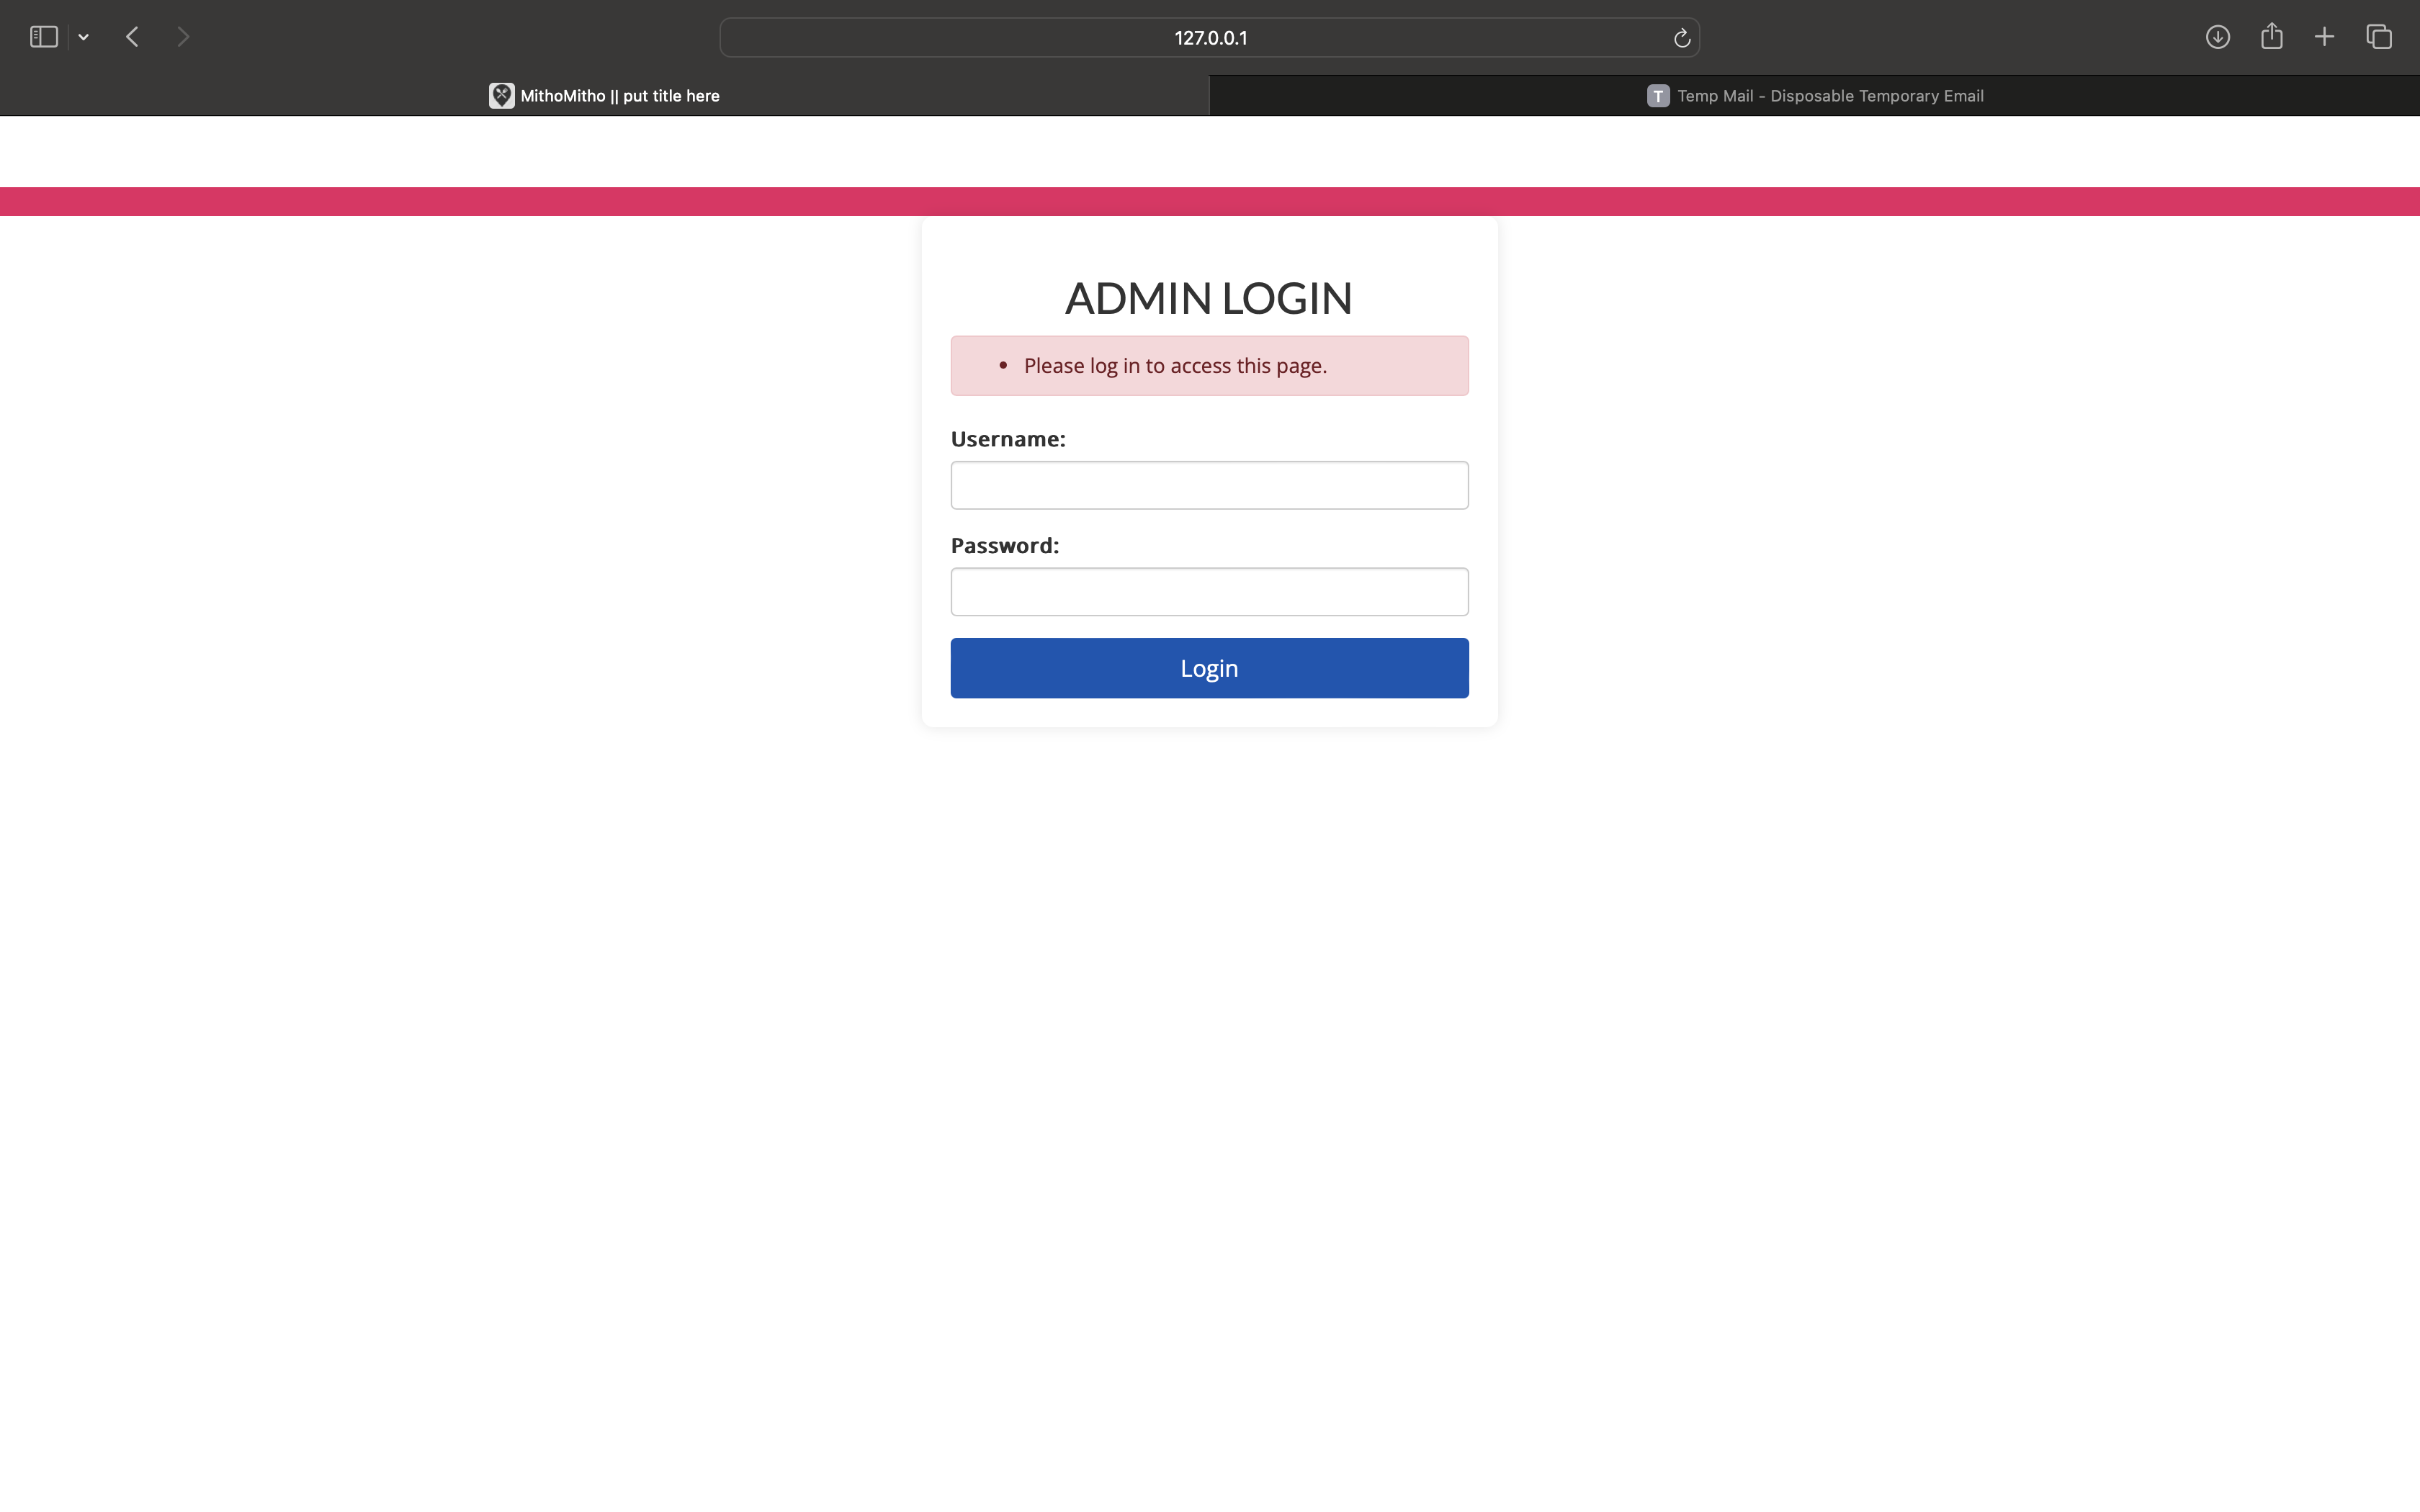 127.0.0.1
MithoMitho || put title here
T Temp Mail - Disposable Temporary Email
ADMIN LOGIN
• Please log in to access this page.
Username:
Password:
Login